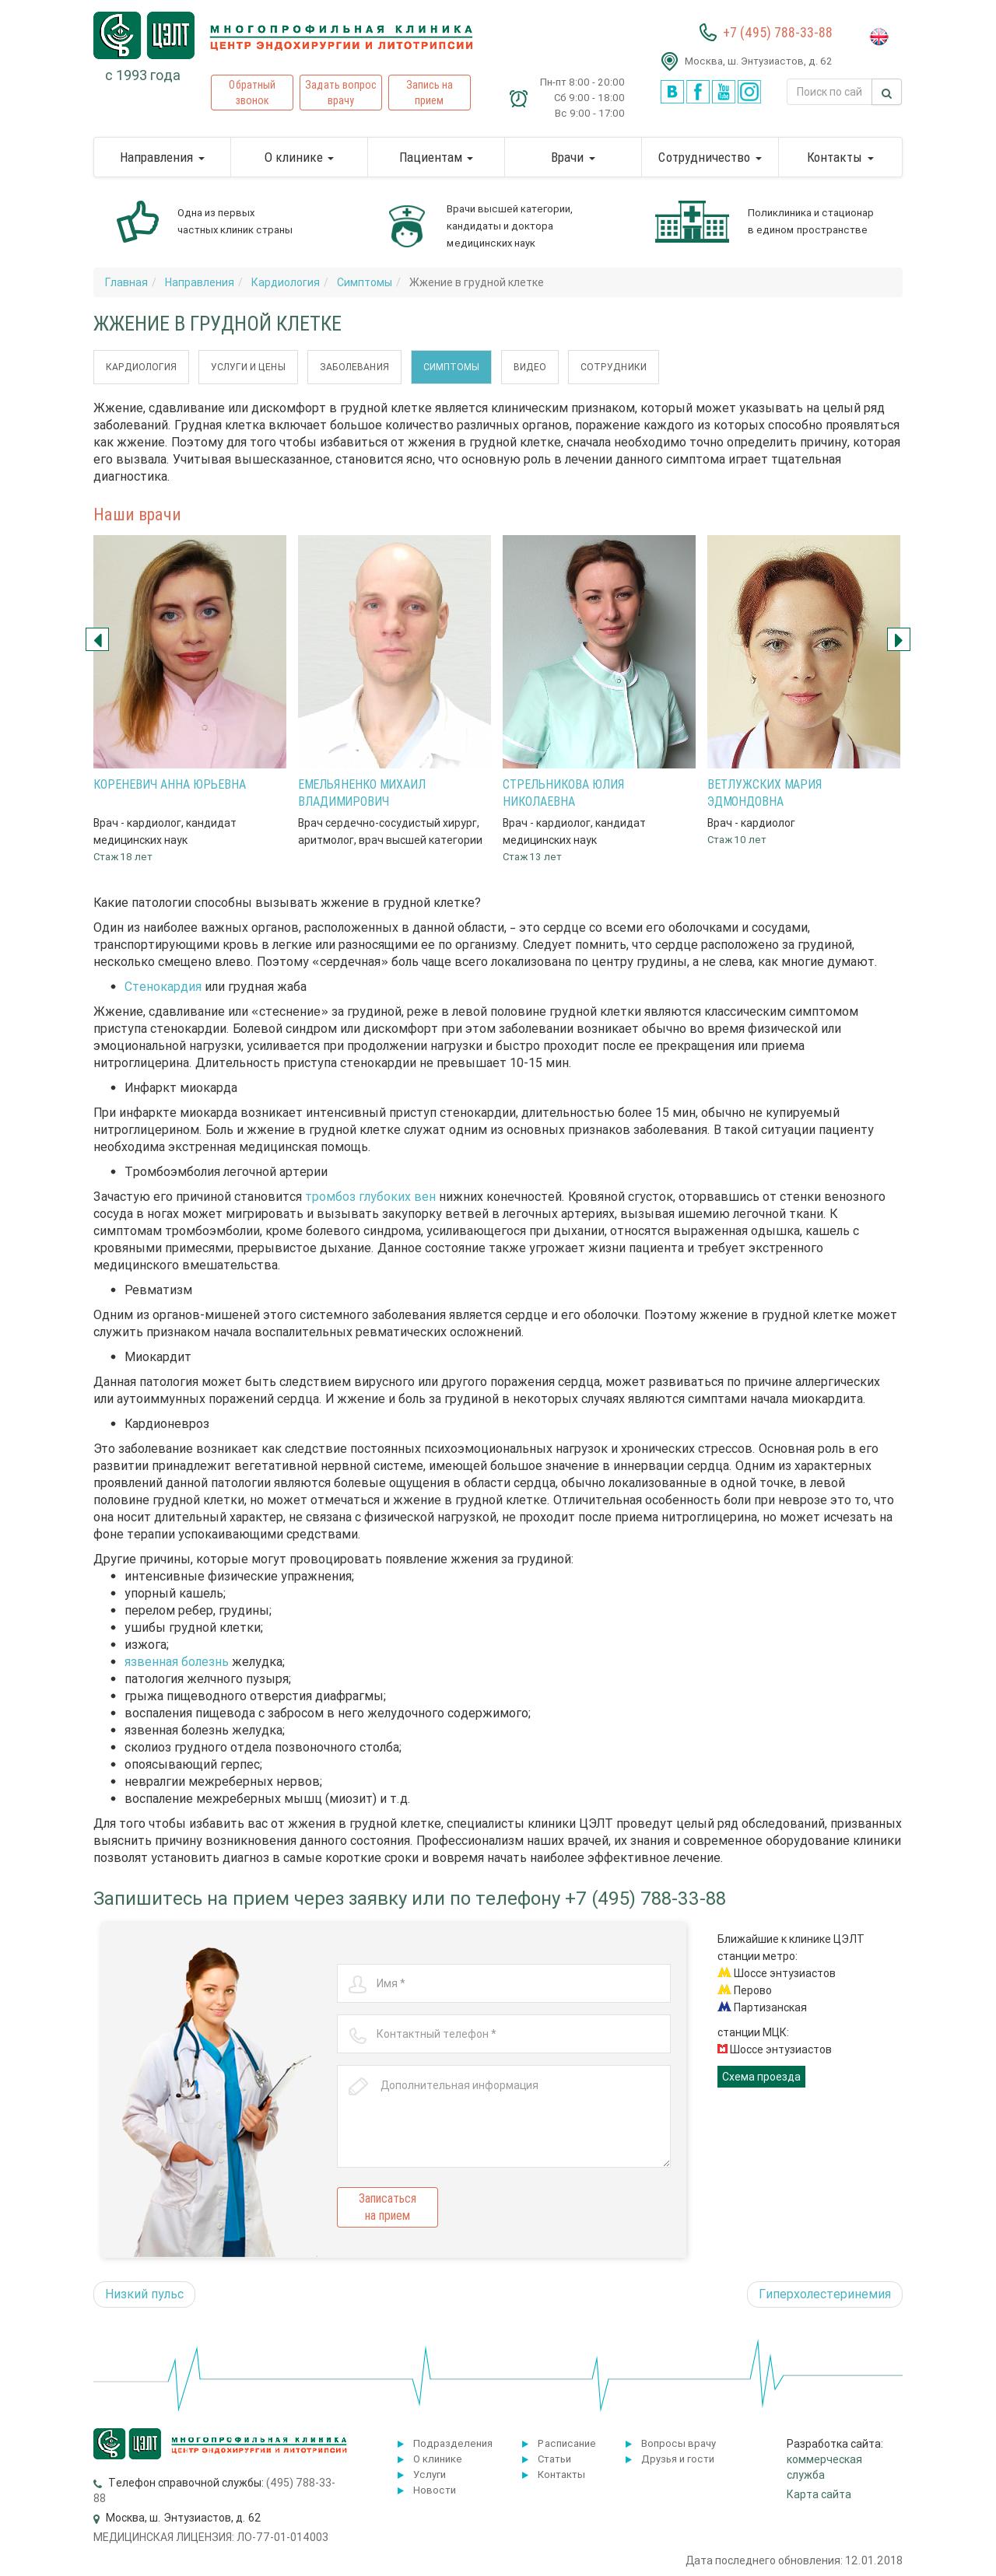 ЦЭЛТ
МНОГОПРОФИЛЬНАЯ КЛИНИКА
ЦЕНТР ЭНДОХИРУРГИИ И ЛИТОТРИПСИИ
с 1993 года
Обратный
звонок
Задать вопрос
врачу
Запись на
прием
Пн-пт 8:00 - 20:00
Сб 9:00 - 18:00
Вс 9:00 - 17:00
+7 (495) 788-33-88
Москва, ш. Энтузиастов, д. 62
Поиск по сай
Направления
О клинике
Пациентам
Врачи
Сотрудничество
Контакты
Одна из первых
частных клиник страны
Врачи высшей категории,
кандидаты и доктора
медицинских наук
Поликлиника и стационар
в едином пространстве
Главная / Направления / Кардиология / Симптомы / Жжение в грудной клетке
ЖЖЕНИЕ В ГРУДНОЙ КЛЕТКЕ
КАРДИОЛОГИЯ
УСЛУГИ И ЦЕНЫ
ЗАБОЛЕВАНИЯ
СИМПТОМЫ
ВИДЕО
СОТРУДНИКИ
Жжение, сдавливание или дискомфорт в грудной клетке является клиническим признаком, который может указывать на целый ряд
заболеваний. Грудная клетка включает большое количество различных органов, поражение каждого из которых способно проявляться
как жжение. Поэтому для того чтобы избавиться от жжения в грудной клетке, сначала необходимо точно определить причину, которая
его вызвала. Учитывая вышесказанное, становится ясно, что основную роль в лечении данного симптома играет тщательная
диагностика.
Наши врачи
КОРЕНЕВИЧ АННА ЮРЬЕВНА
Врач - кардиолог, кандидат
медицинских наук
Стаж 18 лет
ЕМЕЛЬЯНЕНКО МИХАИЛ
ВЛАДИМИРОВИЧ
Врач сердечно-сосудистый хирург,
аритмолог, врач высшей категории
СТРЕЛЬНИКОВА ЮЛИЯ
НИКОЛАЕВНА
Врач - кардиолог, кандидат
медицинских наук
Стаж 13 лет
ВЕТЛУЖСКИХ МАРИЯ
ЭДМОНДОВНА
Врач - кардиолог
Стаж 10 лет
Какие патологии способны вызывать жжение в грудной клетке?
Один из наиболее важных органов, расположенных в данной области, – это сердце со всеми его оболочками и сосудами,
транспортирующими кровь в легкие или разносящими ее по организму. Следует помнить, что сердце расположено за грудиной,
несколько смещено влево. Поэтому «сердечная» боль чаще всего локализована по центру грудины, а не слева, как многие думают.
• Стенокардия или грудная жаба
Жжение, сдавливание или «стеснение» за грудиной, реже в левой половине грудной клетки являются классическим симптомом
приступа стенокардии. Болевой синдром или дискомфорт при этом заболевании возникает обычно во время физической или
эмоциональной нагрузки, усиливается при продолжении нагрузки и быстро проходит после ее прекращения или приема
нитроглицерина. Длительность приступа стенокардии не превышает 10-15 мин.
• Инфаркт миокарда
При инфаркте миокарда возникает интенсивный приступ стенокардии, длительностью более 15 мин, обычно не купируемый
нитроглицерином. Боль и жжение в грудной клетке служат одним из основных признаков заболевания. В такой ситуации пациенту
необходима экстренная медицинская помощь.
• Тромбоэмболия легочной артерии
Зачастую его причиной становится тромбоз глубоких вен нижних конечностей. Кровяной сгусток, оторвавшись от стенки венозного
сосуда в ногах может мигрировать и вызывать закупорку ветвей в легочных артериях, вызывая ишемию легочной ткани. К
симптомам тромбоэмболии, кроме болевого синдрома, усиливающегося при дыхании, относятся выраженная одышка, кашель с
кровяными примесями, прерывистое дыхание. Данное состояние также угрожает жизни пациента и требует экстренного
медицинского вмешательства.
• Ревматизм
Одним из органов-мишеней этого системного заболевания является сердце и его оболочки. Поэтому жжение в грудной клетке может
служить признаком начала воспалительных ревматических осложнений.
• Миокардит
Данная патология может быть следствием вирусного или другого поражения сердца, может развиваться по причине аллергических
или аутоиммунных поражений сердца. И жжение и боль за грудиной в некоторых случаях являются симптами начала миокардита.
• Кардионевроз
Это заболевание возникает как следствие постоянных психоэмоциональных нагрузок и хронических стрессов. Основная роль в его
развитии принадлежит вегетативной нервной системе, имеющей большое значение в иннервации сердца. Одним из характерных
проявлений данной патологии являются болевые ощущения в области сердца, обычно локализованные в одной точке, в левой
половине грудной клетки, но может отмечаться и жжение в грудной клетке. Отличительная особенность боли при неврозе это то, что
она носит длительный характер, не связана с физической нагрузкой, не проходит после приема нитроглицерина, но может исчезать на
фоне терапии успокаивающими средствами.
Другие причины, которые могут провоцировать появление жжения за грудиной:
• интенсивные физические упражнения;
• упорный кашель;
• перелом ребер, грудины;
• ушибы грудной клетки;
• изжога;
• язвенная болезнь желудка;
• патология желчного пузыря;
• грыжа пищеводного отверстия диафрагмы;
• воспаления пищевода с забросом в него желудочного содержимого;
• язвенная болезнь желудка;
• сколиоз грудного отдела позвоночного столба;
• опоясывающий герпес;
• невралгии межреберных нервов;
• воспаление межреберных мышц (миозит) и т.д.
Для того чтобы избавить вас от жжения в грудной клетке, специалисты клиники ЦЭЛТ проведут целый ряд обследований, призванных
выяснить причину возникновения данного состояния. Профессионализм наших врачей, их знания и современное оборудование клиники
позволят установить диагноз в самые короткие сроки и вовремя начать наиболее эффективное лечение.
Запишитесь на прием через заявку или по телефону +7 (495) 788-33-88
Имя *
Контактный телефон *
Дополнительная информация
Записаться
на прием
Ближайшие к клинике ЦЭЛТ
станции метро:
Шоссе энтузиастов
Перово
Партизанская
станции МЦК:
Шоссе энтузиастов
Схема проезда
Низкий пульс
Гиперхолестеринемия
ЦЭЛТ
МНОГОПРОФИЛЬНАЯ КЛИНИКА
ЦЕНТР ЭНДОХИРУРГИИ И ЛИТОТРИПСИИ
Телефон справочной службы: (495) 788-33-
88
Москва, ш. Энтузиастов, д. 62
МЕДИЦИНСКАЯ ЛИЦЕНЗИЯ: ЛО-77-01-014003
Подразделения
О клинике
Услуги
Новости
Расписание
Статьи
Контакты
Вопросы врачу
Друзья и гости
Разработка сайта:
коммерческая
служба
Карта сайта
Дата последнего обновления: 12.01.2018